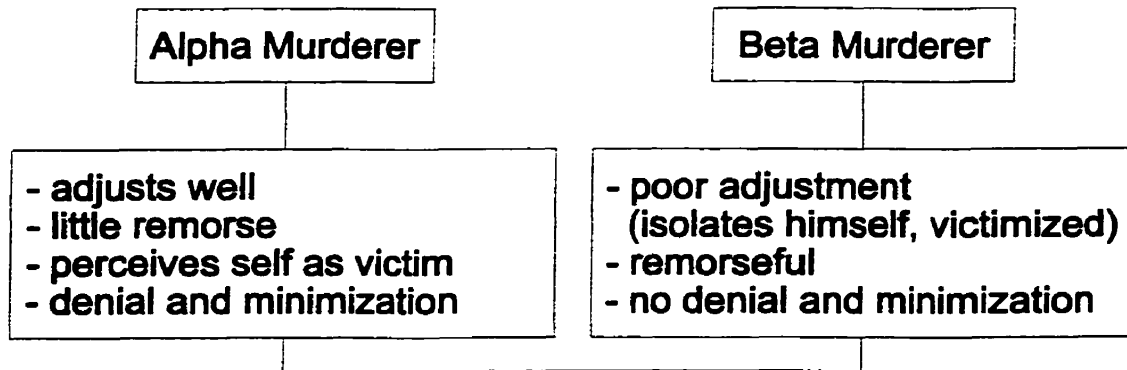 Alpha Murderer
- adjusts well
- little remorse
- perceives self as victim
- denial and minimization
Beta Murderer
- poor adjustment
(isolates himself, victimized)
- remorseful
- no denial and minimization